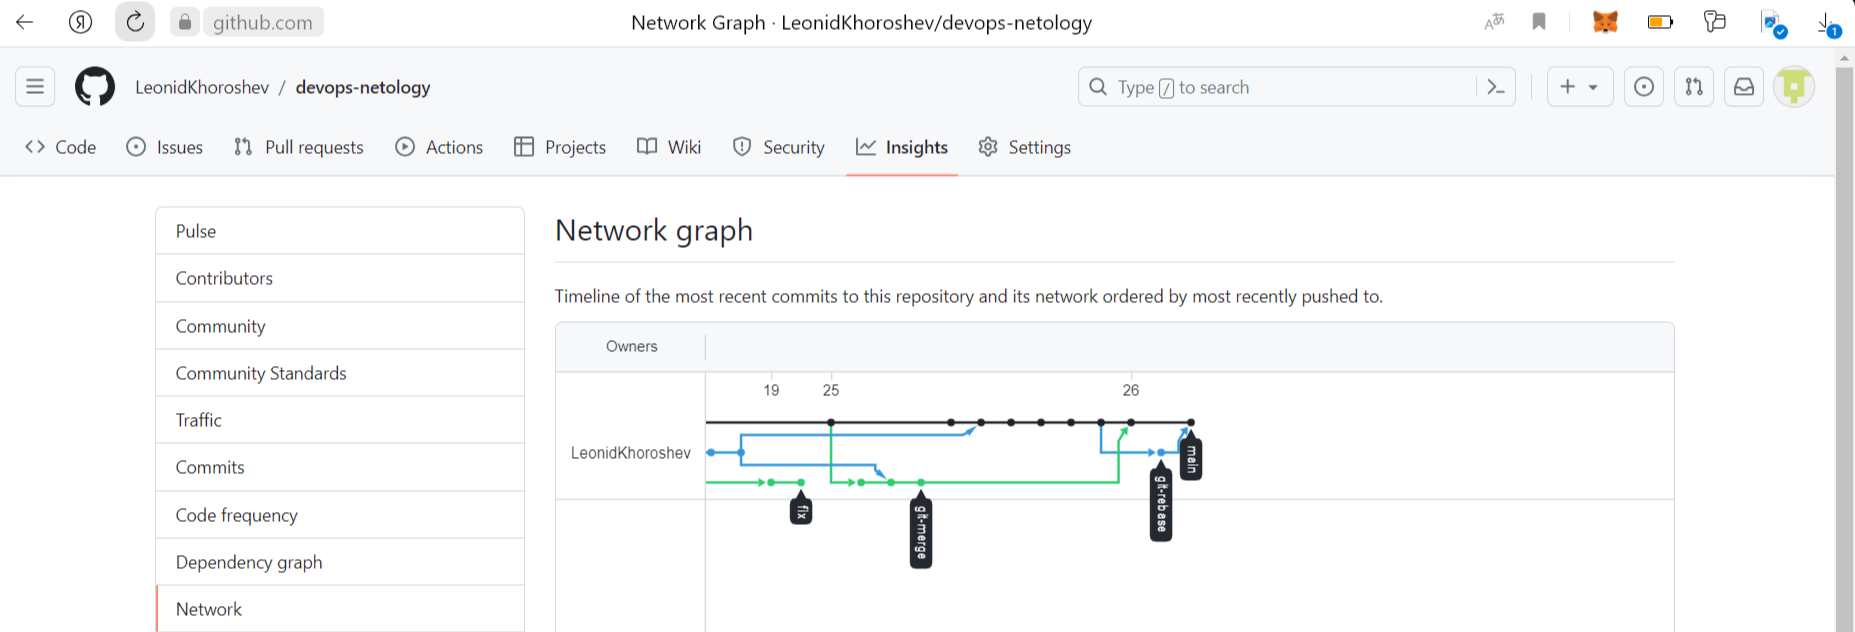 Я github.com Network Graph · LeonidKhoroshev/devops-netology 1
LeonidKhoroshev / devops-netology Type / to search
Code Issues Pull requests Actions Projects Wiki Security Insights Settings
Pulse
Contributors
Community
Community Standards
Traffic
Commits
Code frequency
Dependency graph
Network
Network graph
Timeline of the most recent commits to this repository and its network ordered by most recently pushed to.
Owners
19 25 26
LeonidKhoroshev
main
fix
git-merge
git-rebase